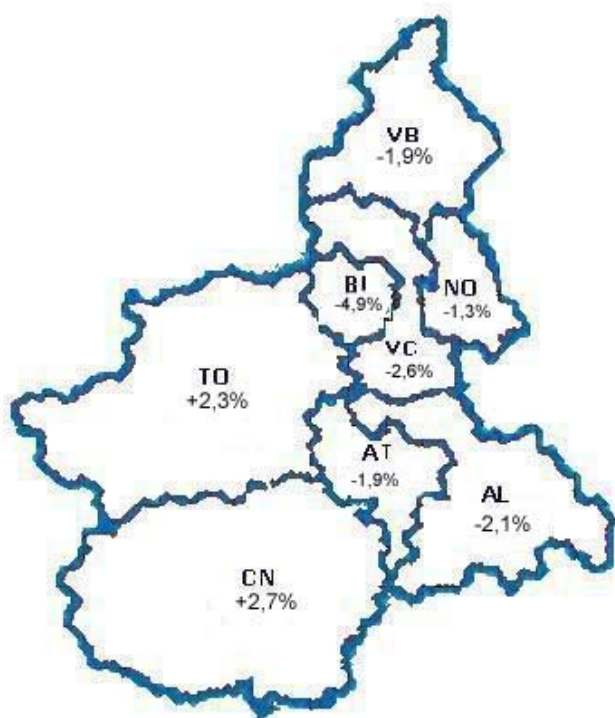 VB
-1,9%
BI
-4,9%
NO
-1,3%
VC
-2,6%
TO
+2,3%
AT
-1,9%
AL
-2,1%
CN
+2,7%